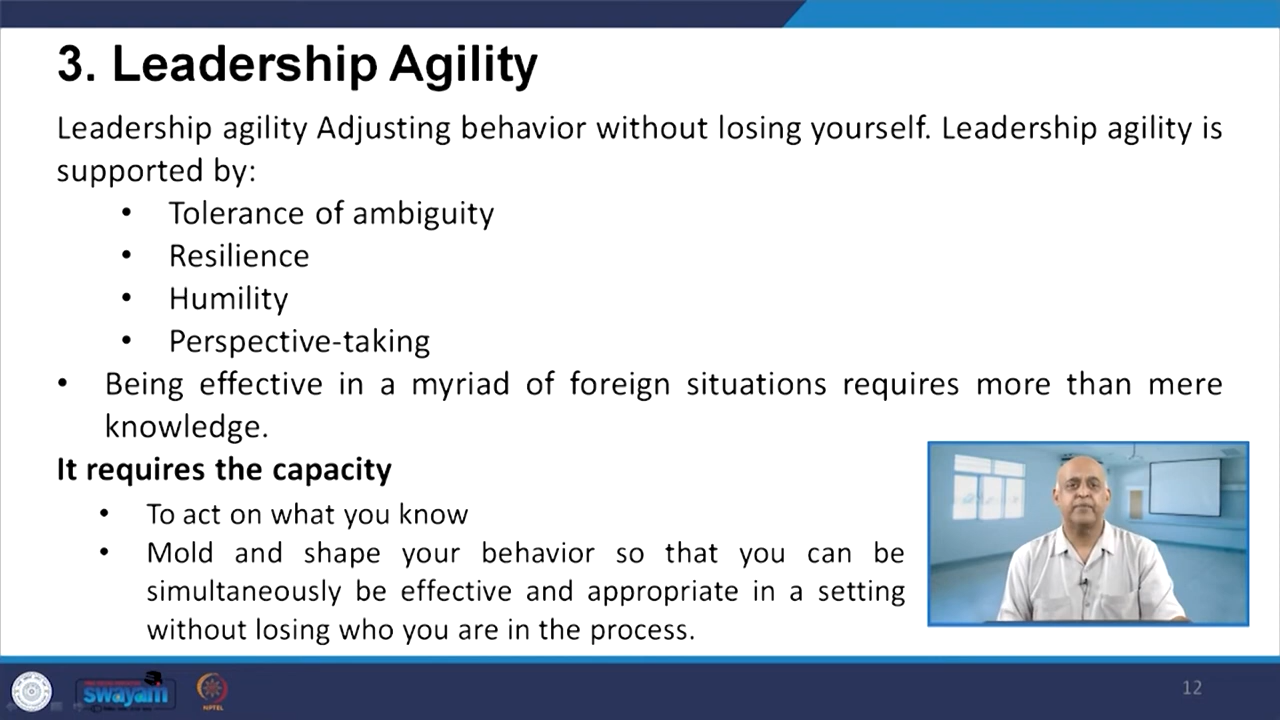 3. Leadership Agility
Leadership agility Adjusting behavior without losing yourself. Leadership agility is
supported by:
• Tolerance of ambiguity
• Resilience
• Humility
• Perspective-taking
• Being effective in a myriad of foreign situations requires more than mere
knowledge.
It requires the capacity
• To act on what you know
• Mold and shape your behavior so that you can be
simultaneously be effective and appropriate in a setting
without losing who you are in the process.
swayam
NPTEL
12